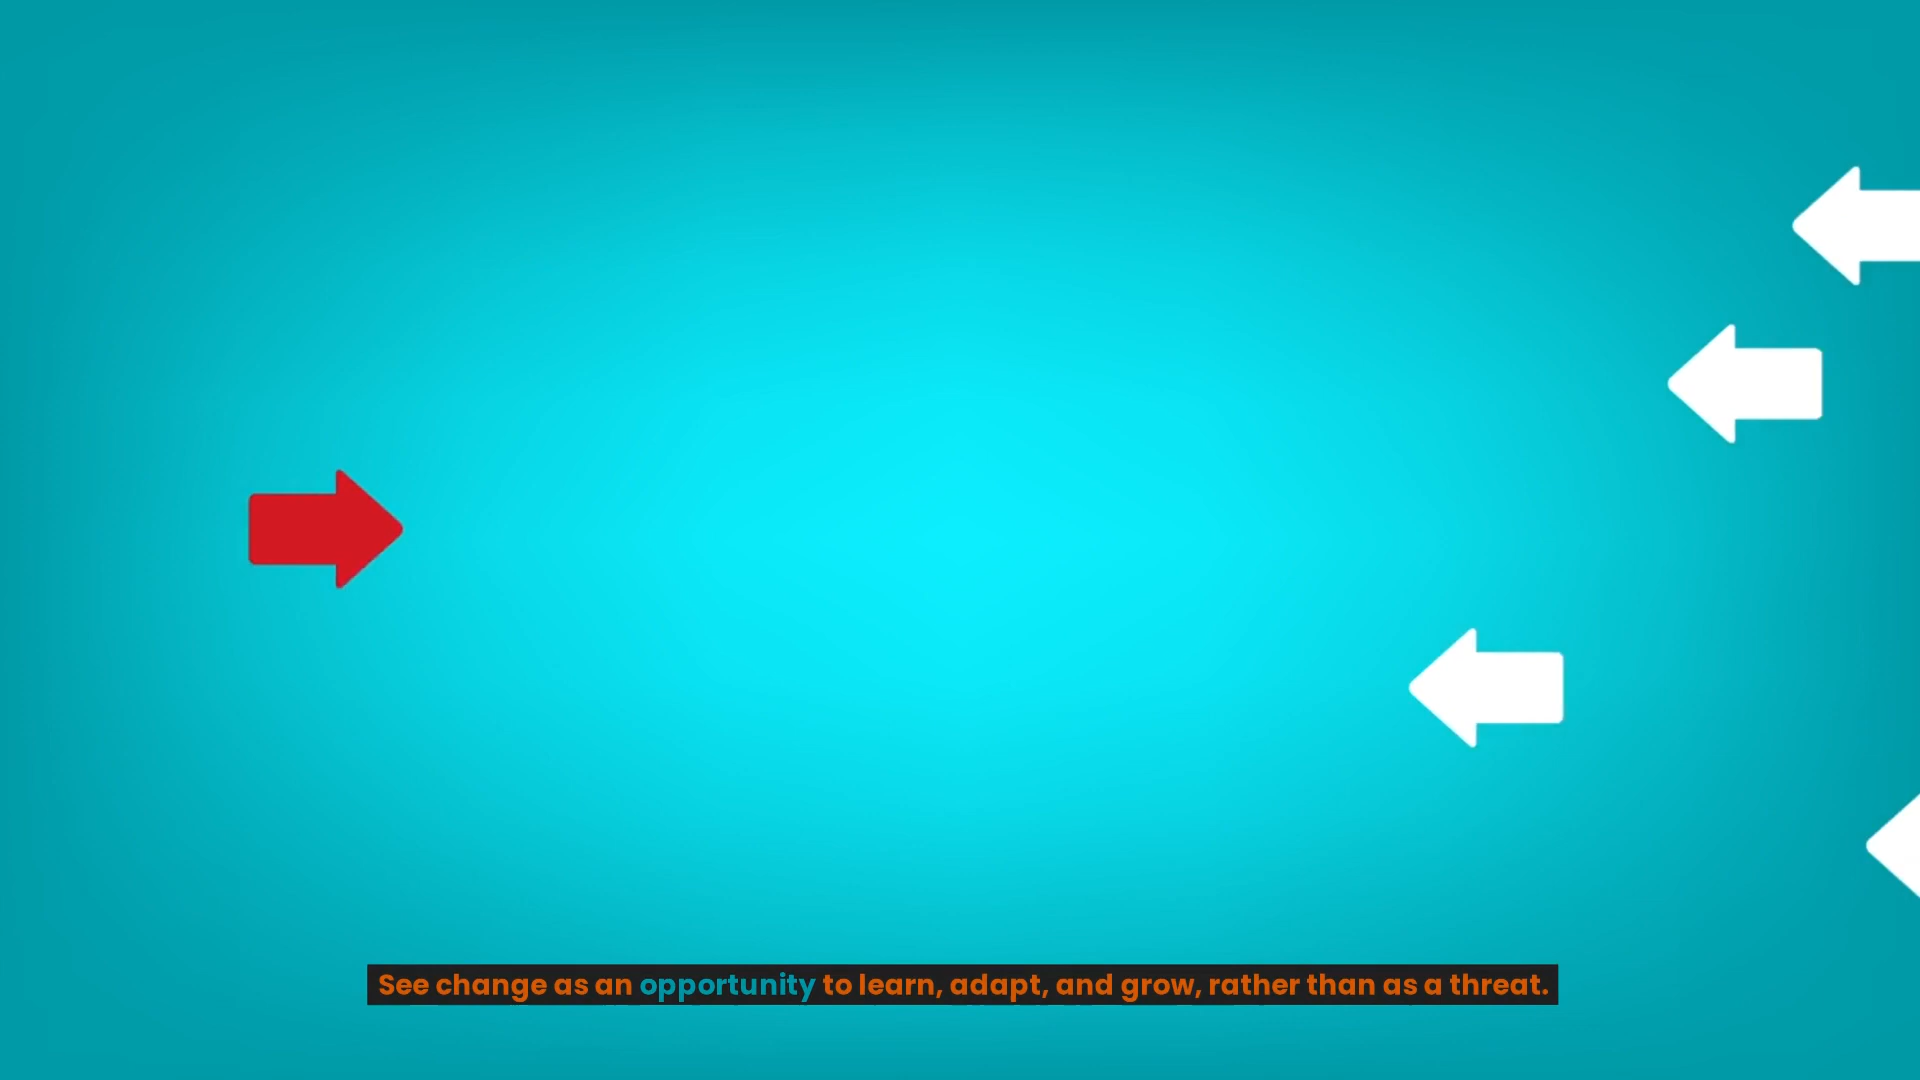 See change as an opportunity to learn, adapt, and grow, rather than as a threat.